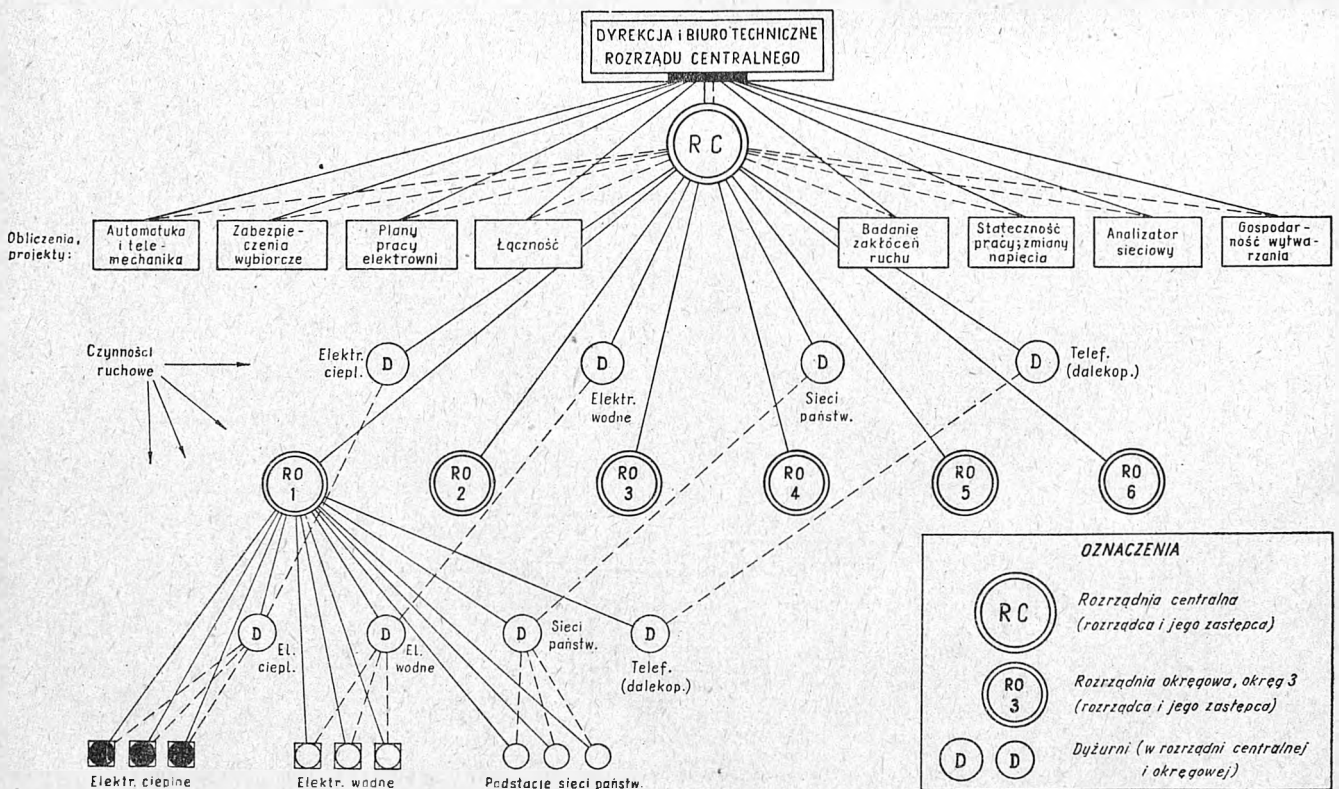 DYREKCJA i BIURO TECHNICZNE
ROZRZĄDU CENTRALNEGO
RC
Obliczenia,
projekty:
Automatyka
i tele-
mechanika
Zabezpie-
czenia
wybiorcze
Plany
pracy
elektrowni
Łączność
Badanie
zakłóceń
ruchu
Stateczność
pracy; zmiany
napięcia
Analizator
sieciowy
Gospodar-
ność wytwa-
rzania
Czynności
ruchowe
Elektr.
ciepl.
D
D
Elektr.
wodne
D
Sieci
państw.
D
Telef.
(dalekop.)
RO
1
RO
2
RO
3
RO
4
RO
5
RO
6
D
El.
ciepl.
D
El.
wodne
D
Sieci
państw.
D
Telef.
(dalekop.)
Elektr. cieplne
Elektr. wodne
Podstacje sieci państw.
OZNACZENIA
RC
Rozrządnia centralna
(rozrządca i jego zastępca)
RO
3
Rozrządnia okręgowa, okręg 3
(rozrządca i jego zastępca)
D D
Dyżurni (w rozrządni centralnej
i okręgowej)